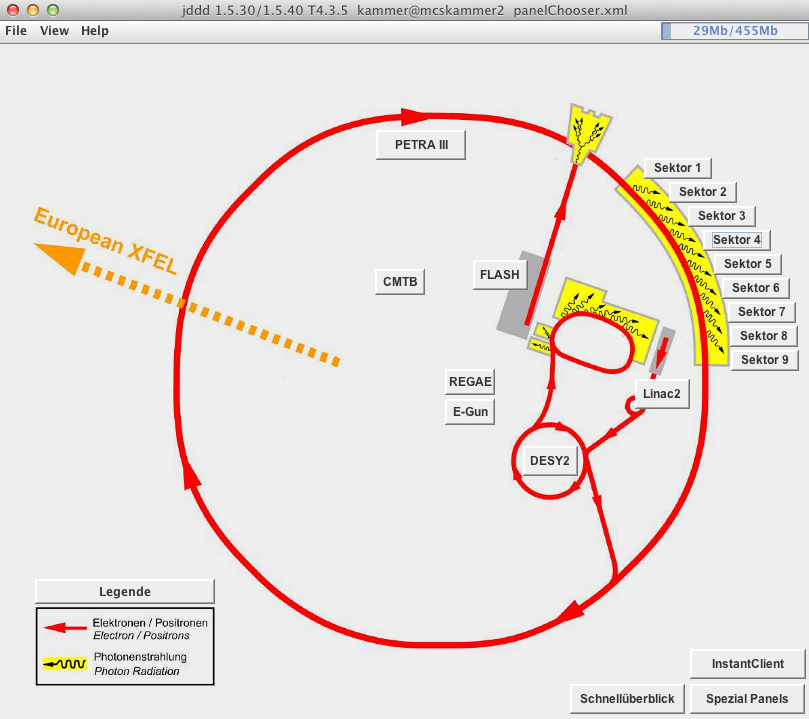 jddd 1.5.30/1.5.40 T4.3.5 kammer@mcskammer2 panelChooser.xml
File View Help
29Mb/455Mb
PETRA III
Sektor 1
Sektor 2
Sektor 3
Sektor 4
Sektor 5
Sektor 6
Sektor 7
Sektor 8
Sektor 9
European XFEL
CMTB
FLASH
REGAE
E-Gun
Linac2
DESY2
Legende
Elektronen / Positronen
Electron / Positrons
Photonenstrahlung
Photon Radiation
InstantClient
Schnellüberblick
Spezial Panels